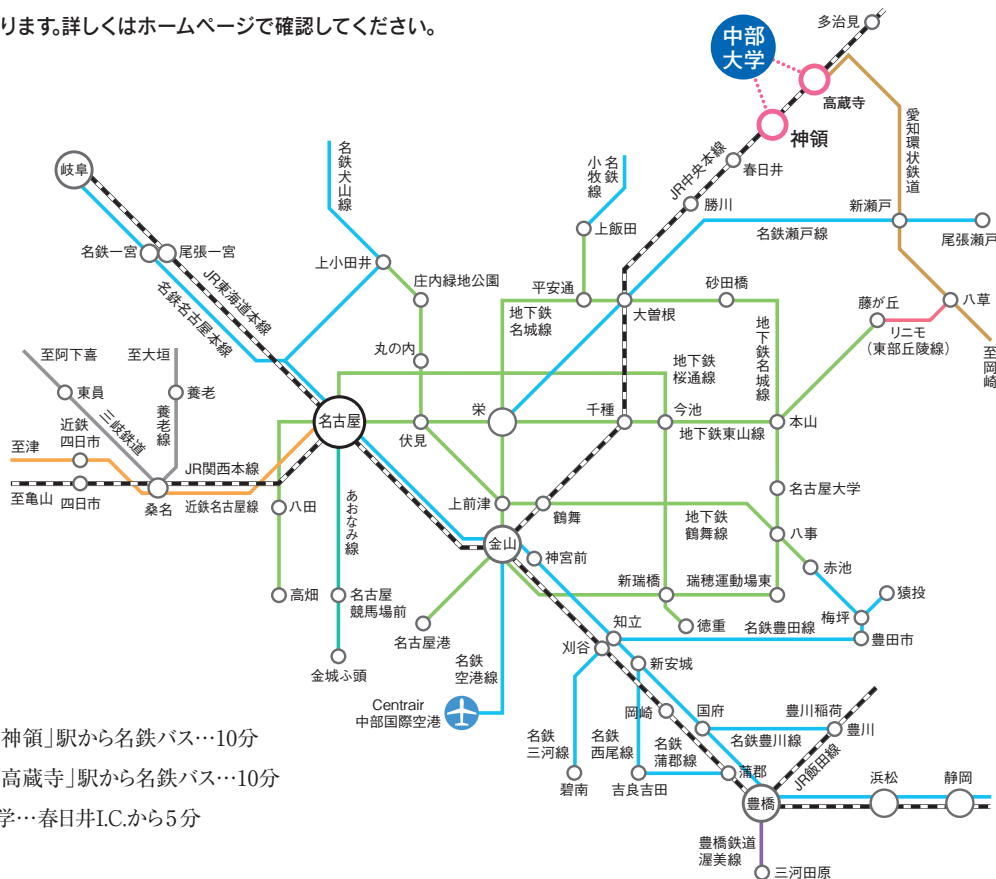 ります。詳しくはホームページで確認してください。
多治見
中部
大学
高蔵寺
神領
愛知環状鉄道
JR中央本線
春日井
勝川
名鉄犬山線
名鉄
小牧線
岐阜
名鉄一宮
尾張一宮
JR東海道本線
名鉄名古屋本線
上小田井
庄内緑地公園
上飯田
平安通
地下鉄
名城線
大曽根
砂田橋
名鉄瀬戸線
新瀬戸
尾張瀬戸
藤が丘
八草
リニモ
（東部丘陵線）
至岡崎
地下鉄名城線
丸の内
地下鉄
桜通線
至阿下喜
至大垣
東員
養老
三岐鉄道
養老線
近鉄
四日市
至津
至亀山
四日市
桑名
JR関西本線
近鉄名古屋線
名古屋
伏見
栄
千種
今池
地下鉄東山線
本山
八田
あおなみ線
上前津
鶴舞
地下鉄
鶴舞線
名古屋大学
八事
金山
神宮前
赤池
高畑
名古屋
競馬場前
名古屋港
新瑞橋
瑞穂運動場東
徳重
猿投
梅坪
豊田市
名鉄豊田線
知立
刈谷
金城ふ頭
名鉄
空港線
新安城
Centrair
中部国際空港
岡崎
国府
豊川稲荷
豊川
名鉄豊川線
名鉄
三河線
名鉄
西尾線
名鉄
蒲郡線
碧南
吉良吉田
蒲郡
JR飯田線
豊橋
浜松
静岡
豊橋鉄道
渥美線
三河田原
神領」駅から名鉄バス…10分
高蔵寺」駅から名鉄バス…10分
学…春日井I.C.から5分